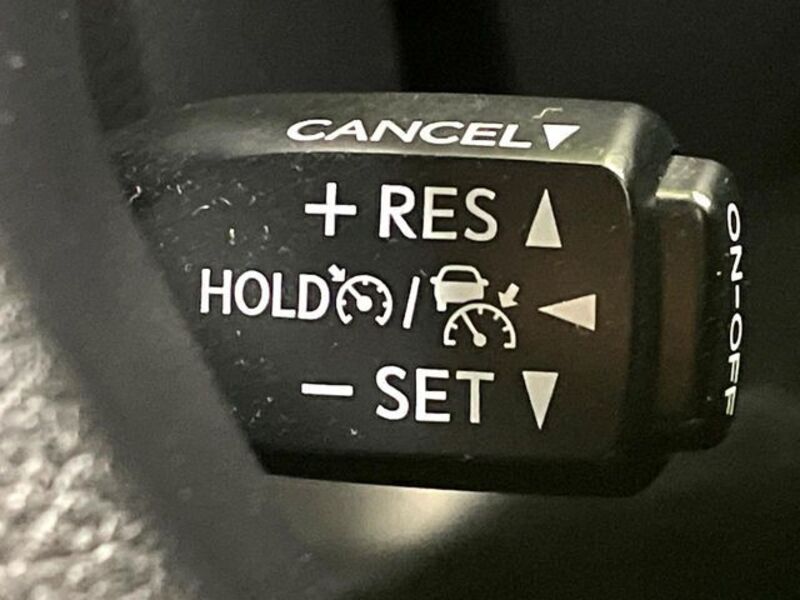 CANCEL▼
+ RES ▲
HOLD / ◀
− SET ▼
ON-OFF